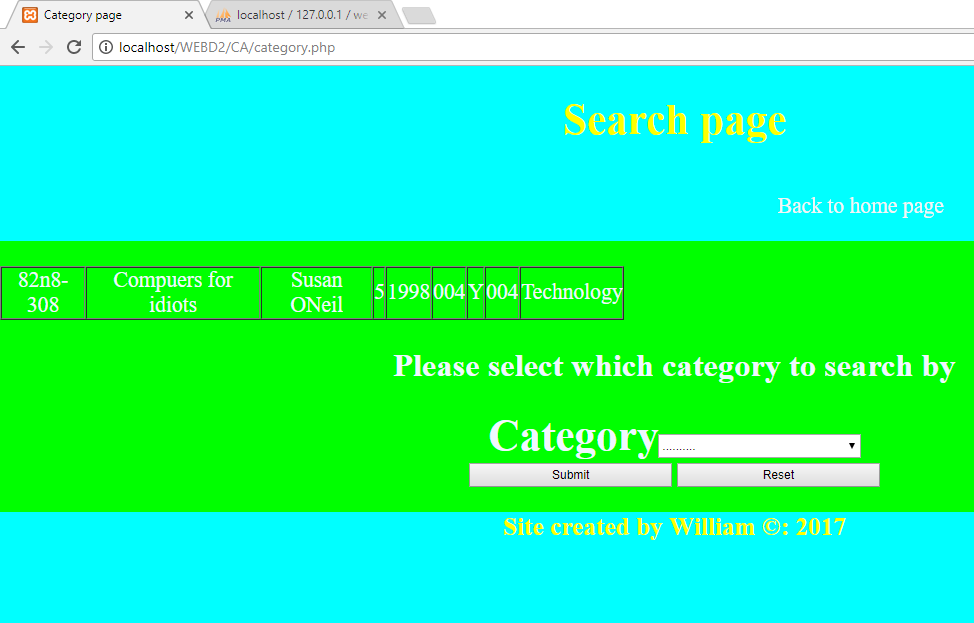 Category page
PMA localhost / 127.0.0.1 / we
localhost/WEBD2/CA/category.php
Search page
Back to home page
82n8-308 Compuers for idiots Susan ONeil 5 1998 004 Y 004 Technology
Please select which category to search by
Category ..........
Submit Reset
Site created by William ©: 2017